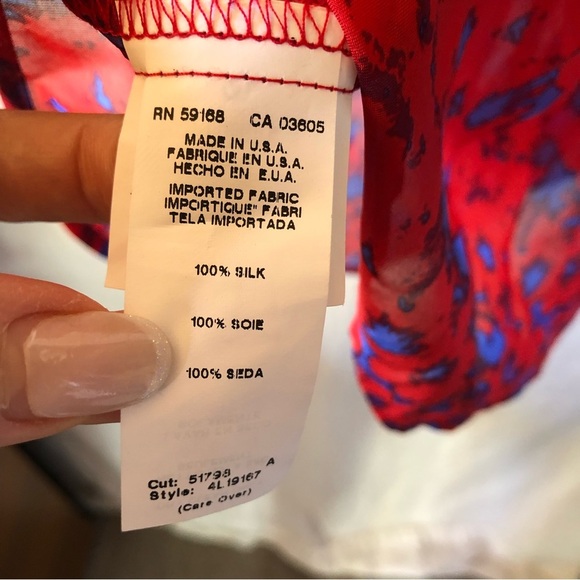 RN 59168 CA 03605
MADE IN U.S.A.
FABRIQUE EN U.S.A.
HECHO EN E.U.A.
IMPORTED FABRIC
IMPORTIQUE" FABRI
TELA IMPORTADA
100% SILK
100% SOIE
100% SEDA
Cut: 51798 A
Style: 4L19167
(Care Over)